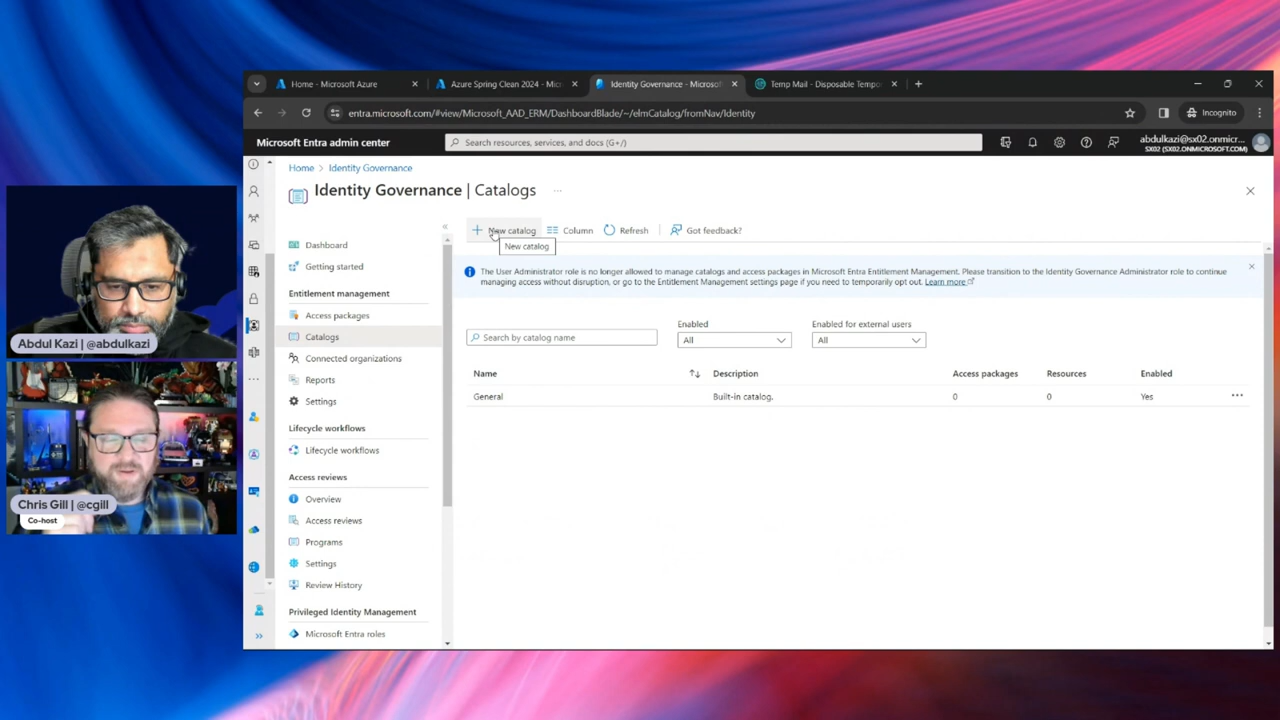 Home - Microsoft Azure
Azure Spring Clean 2024 - Micr
Identity Governance - Microsof
Temp Mail - Disposable Tempo
entra.microsoft.com/#view/Microsoft_AAD_ERM/DashboardBlade/~/elmCatalog/fromNav/Identity
Incognito
Microsoft Entra admin center
Search resources, services, and docs (G+/)
abdulkazi@sx02.onmicr...
SX02 (SX02.ONMICROSOFT.COM)
Home > Identity Governance
Identity Governance | Catalogs ...
New catalog
Column
Refresh
Got feedback?
New catalog
Dashboard
Getting started
Entitlement management
Access packages
Catalogs
Connected organizations
Reports
Settings
Lifecycle workflows
Lifecycle workflows
Access reviews
Overview
Access reviews
Programs
Settings
Review History
Privileged Identity Management
Microsoft Entra roles
The User Administrator role is no longer allowed to manage catalogs and access packages in Microsoft Entra Entitlement Management. Please transition to the Identity Governance Administrator role to continue
managing access without disruption, or go to the Entitlement Management settings page if you need to temporarily opt out. Learn more
Search by catalog name
Enabled
All
Enabled for external users
All
Name Description Access packages Resources Enabled
General Built-in catalog. 0 0 Yes
Abdul Kazi | @abdulkazi
Chris Gill | @cgill
Co-host